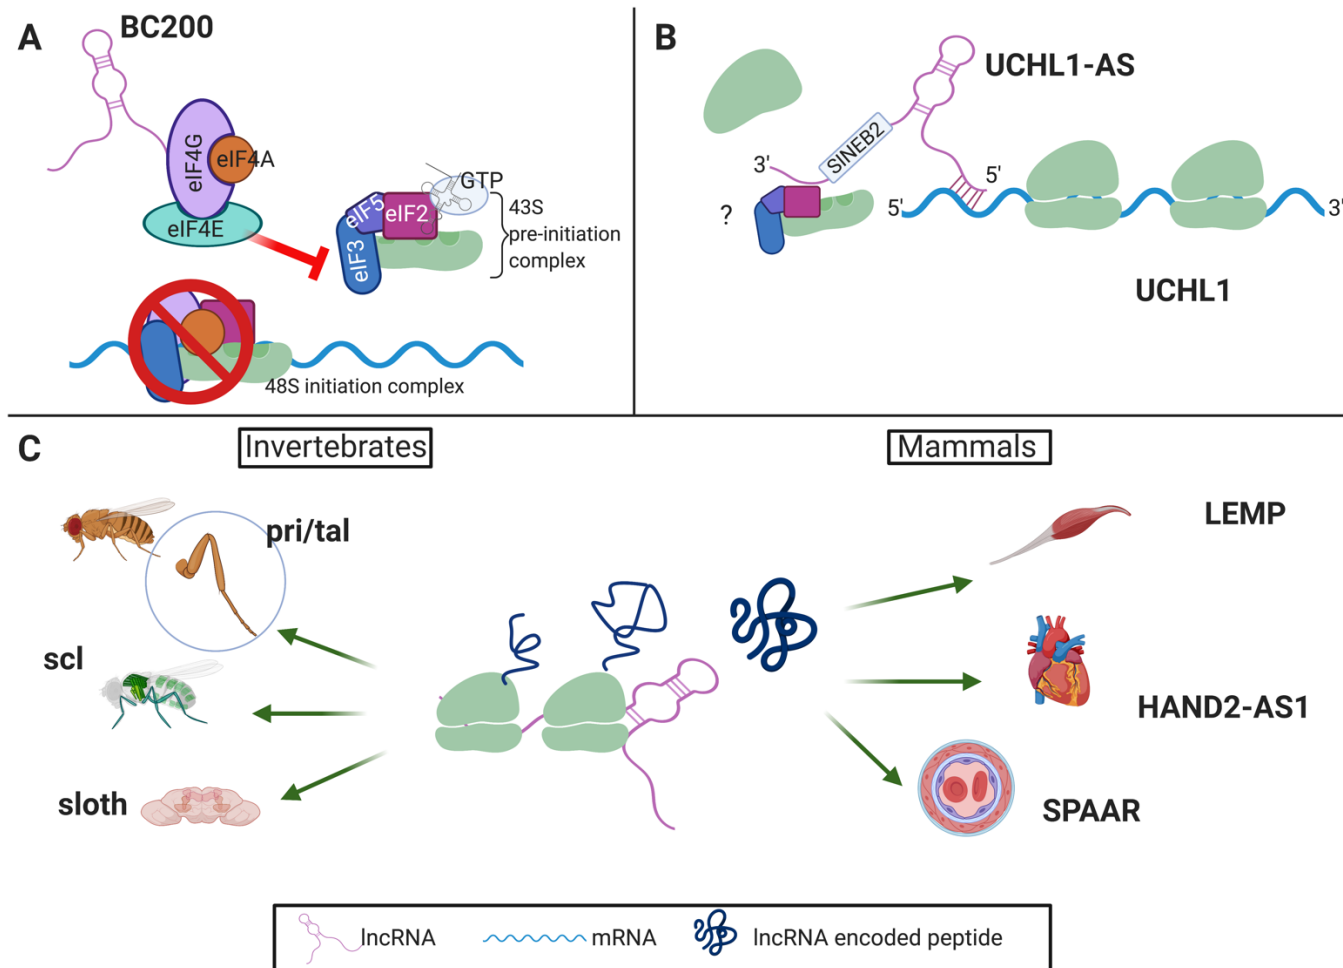 A
BC200
eIF4G
eIF4A
eIF4E
GTP
eIF5
eIF2
eIF3
43S
pre-initiation
complex
48S initiation complex
B
UCHL1-AS
SINEB2
3'
5'
?
5'
3'
UCHL1
C
Invertebrates
Mammals
pri/tal
scl
sloth
LEMP
HAND2-AS1
SPAAR
lncRNA
mRNA
lncRNA encoded peptide